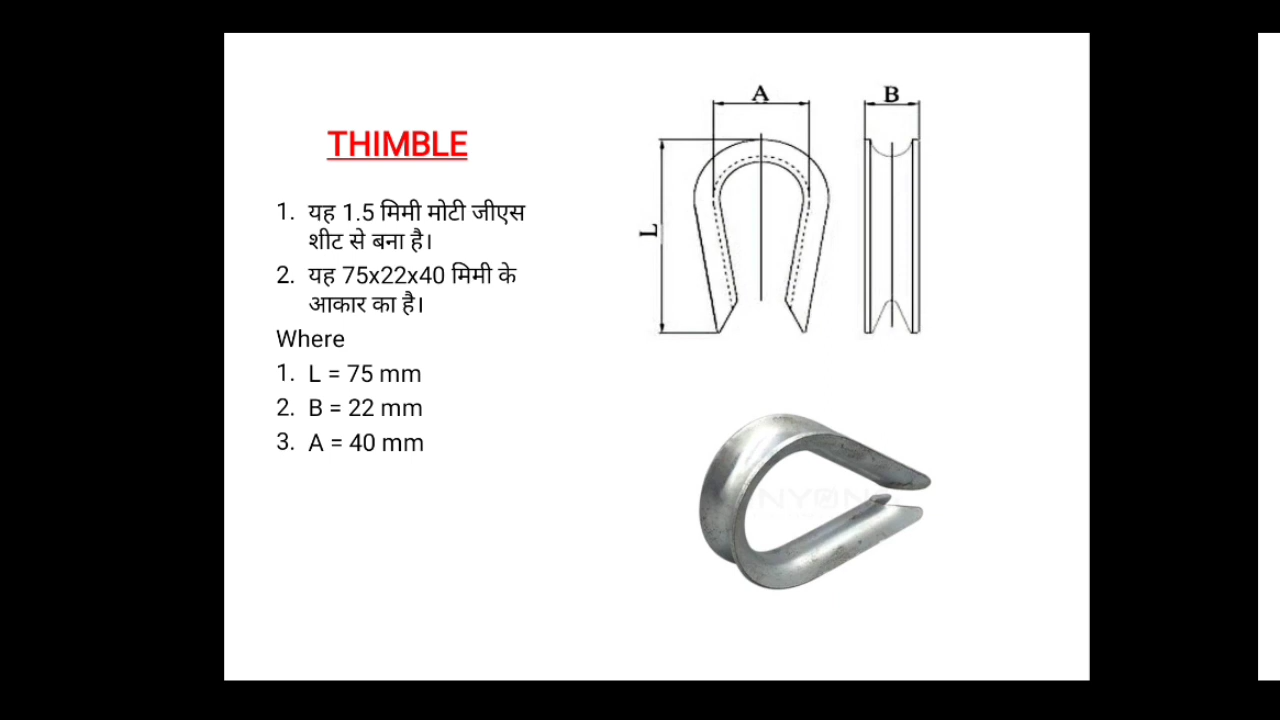 THIMBLE
1. यह 1.5 मिमी मोटी जीएस
शीट से बना है।
2. यह 75x22x40 मिमी के
आकार का है।
Where
1. L = 75 mm
2. B = 22 mm
3. A = 40 mm
A
B
L
NYON